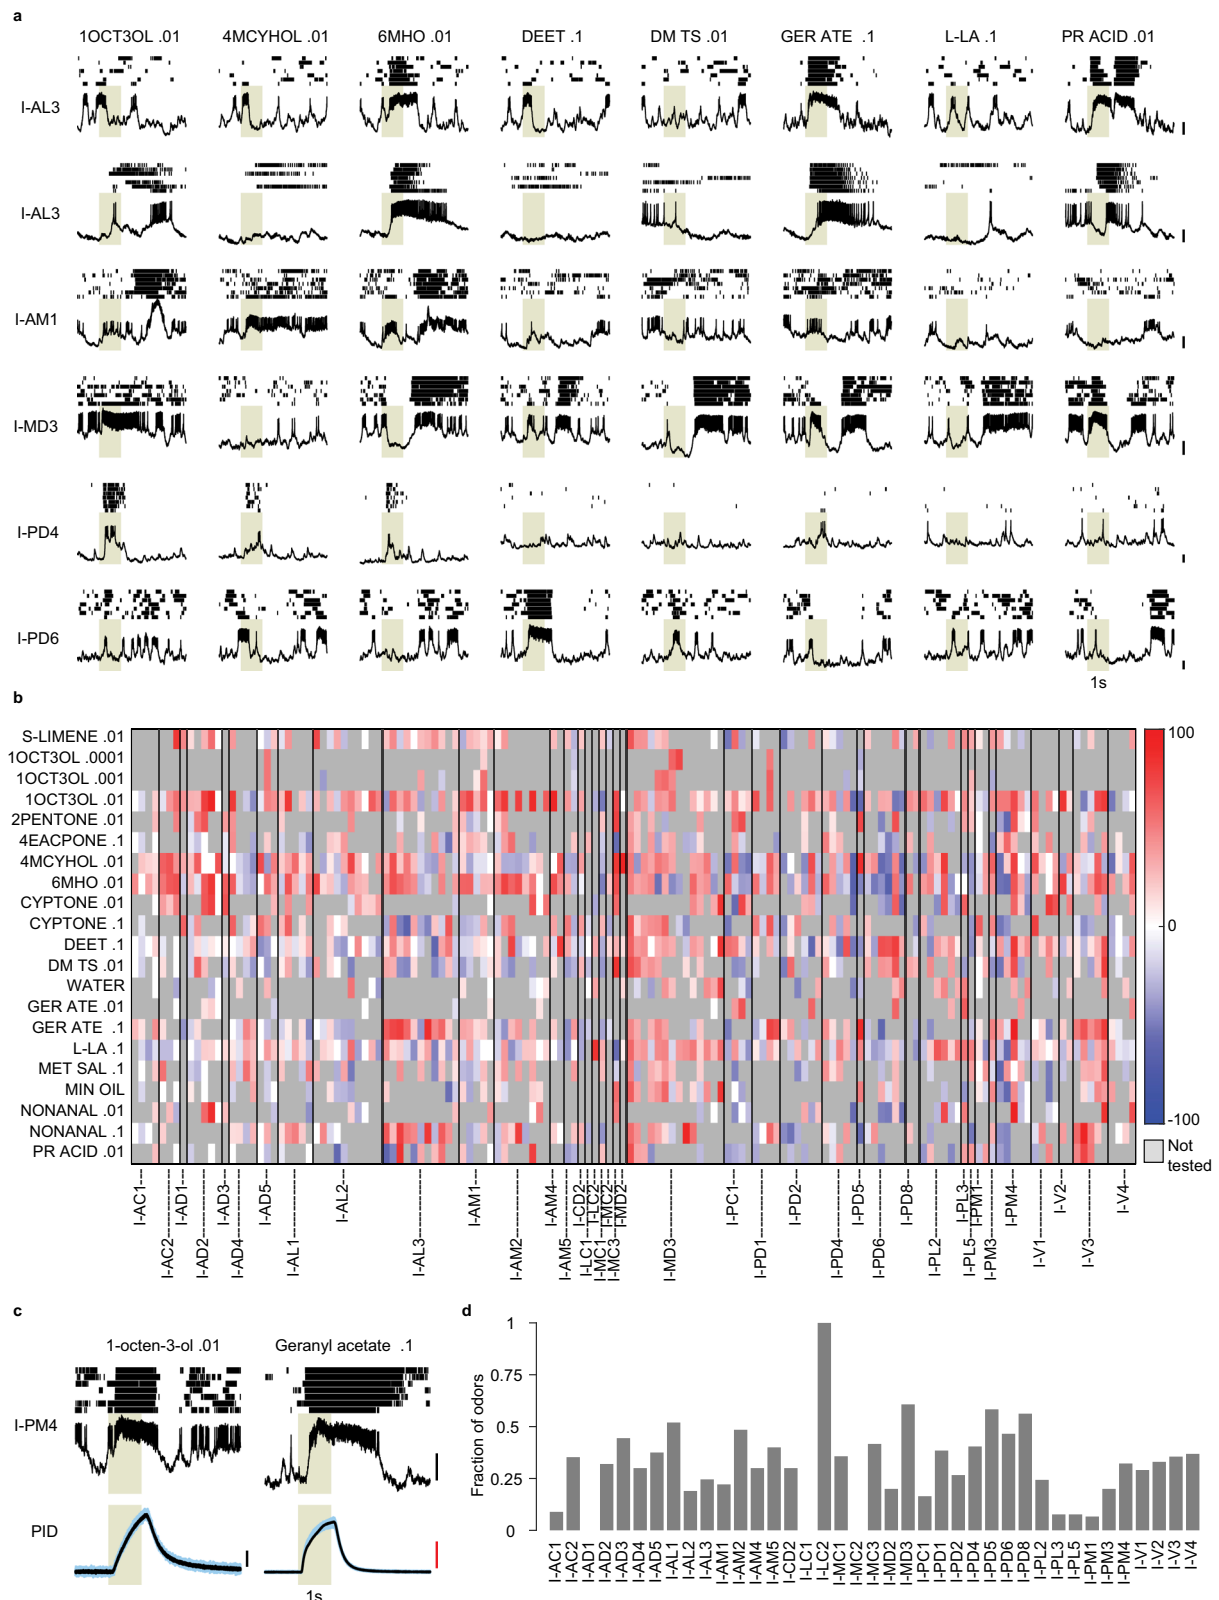 a
1OCT3OL .01 4MCYHOL .01 6MHO .01 DEET .1 DM TS .01 GER ATE .1 L-LA .1 PR ACID .01
I-AL3
I-AL3
I-AM1
I-MD3
I-PD4
I-PD6
1s
b
S-LIMENE .01
1OCT3OL .0001
1OCT3OL .001
1OCT3OL .01
2PENTONE .01
4EACPONE .1
4MCYHOL .01
6MHO .01
CYPTONE .01
CYPTONE .1
DEET .1
DM TS .01
WATER
GER ATE .01
GER ATE .1
L-LA .1
MET SAL .1
MIN OIL
NONANAL .01
NONANAL .1
PR ACID .01
100
0
-100
Not
tested
I-AC1---
I-AC2----------
I-AD1---
I-AD2----------
I-AD3---
I-AD4----------
I-AD5---
I-AL1----------
I-AL2---
I-AL3----------
I-AM1---
I-AM2----------
I-AM4---
I-AM5----------
I-CD2---
I-LC1----------
I-LC2---
I-MC1----------
I-MC2---
I-MC3----------
I-MD2---
I-MD3----------
I-PC1---
I-PD1----------
I-PD2---
I-PD4----------
I-PD5---
I-PD6----------
I-PD8---
I-PL2----------
I-PL3---
I-PL5----------
I-PM1---
I-PM3----------
I-PM4---
I-V1----------
I-V2---
I-V3----------
I-V4---
c
1-octen-3-ol .01 Geranyl acetate .1
I-PM4
PID
1s
d
Fraction of odors
1
0.75
0.5
0.25
0
I-AC1
I-AC2
I-AD1
I-AD2
I-AD3
I-AD4
I-AD5
I-AL1
I-AL2
I-AL3
I-AM1
I-AM2
I-AM4
I-AM5
I-CD2
I-LC1
I-LC2
I-MC1
I-MC2
I-MC3
I-MD2
I-MD3
I-PC1
I-PD1
I-PD2
I-PD4
I-PD5
I-PD6
I-PD8
I-PL2
I-PL3
I-PL5
I-PM1
I-PM3
I-PM4
I-V1
I-V2
I-V3
I-V4